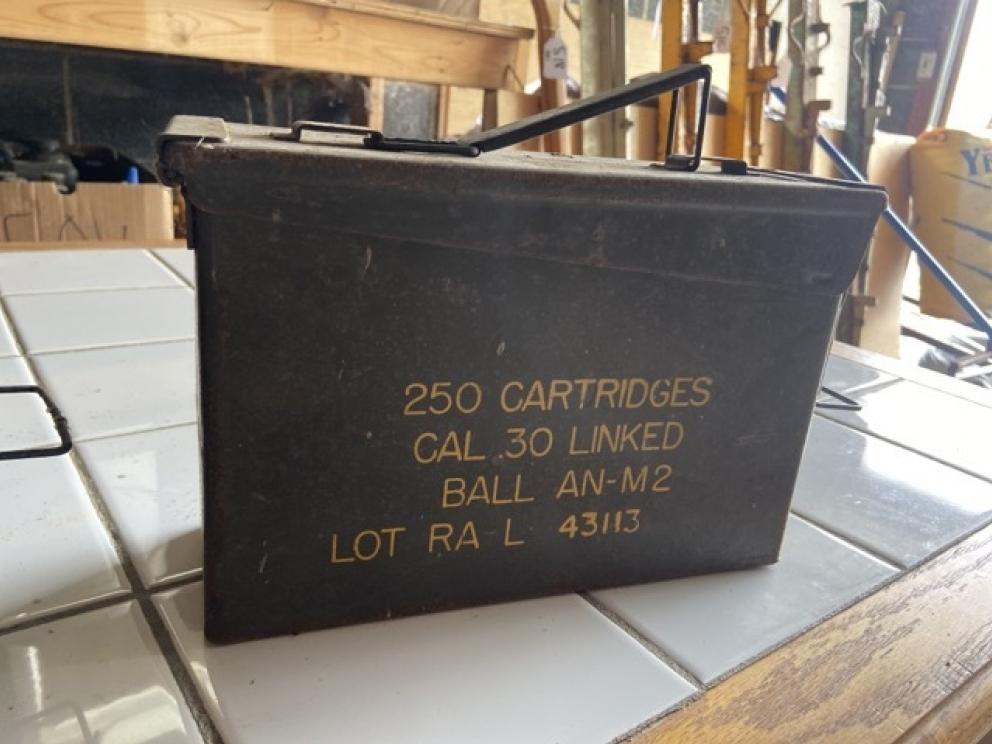 250 CARTRIDGES
CAL .30 LINKED
BALL AN-M2
LOT RA-L 43113